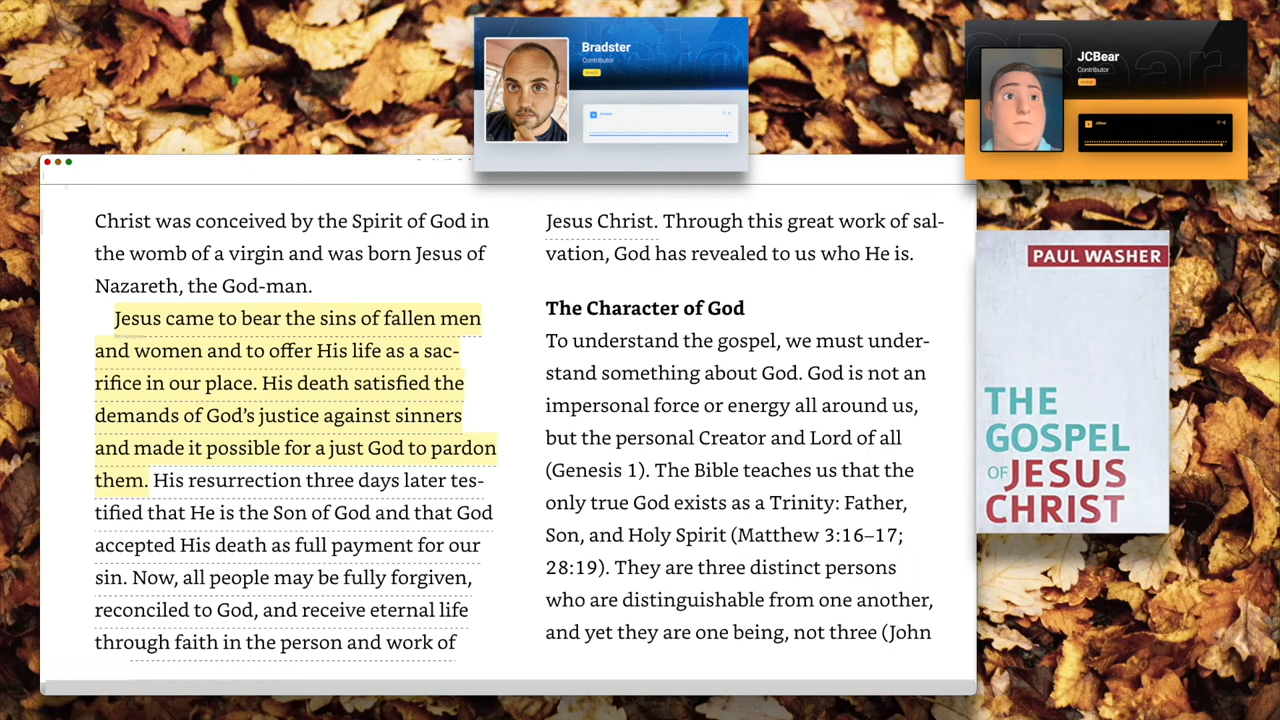 Bradster
Contributor
JCBear
Contributor
Christ was conceived by the Spirit of God in
the womb of a virgin and was born Jesus of
Nazareth, the God-man.
Jesus came to bear the sins of fallen men
and women and to offer His life as a sac-
rifice in our place. His death satisfied the
demands of God’s justice against sinners
and made it possible for a just God to pardon
them. His resurrection three days later tes-
tified that He is the Son of God and that God
accepted His death as full payment for our
sin. Now, all people may be fully forgiven,
reconciled to God, and receive eternal life
through faith in the person and work of
Jesus Christ. Through this great work of sal-
vation, God has revealed to us who He is.
The Character of God
To understand the gospel, we must under-
stand something about God. God is not an
impersonal force or energy all around us,
but the personal Creator and Lord of all
(Genesis 1). The Bible teaches us that the
only true God exists as a Trinity: Father,
Son, and Holy Spirit (Matthew 3:16–17;
28:19). They are three distinct persons
who are distinguishable from one another,
and yet they are one being, not three (John
PAUL WASHER
THE
GOSPEL
OF JESUS
CHRIST